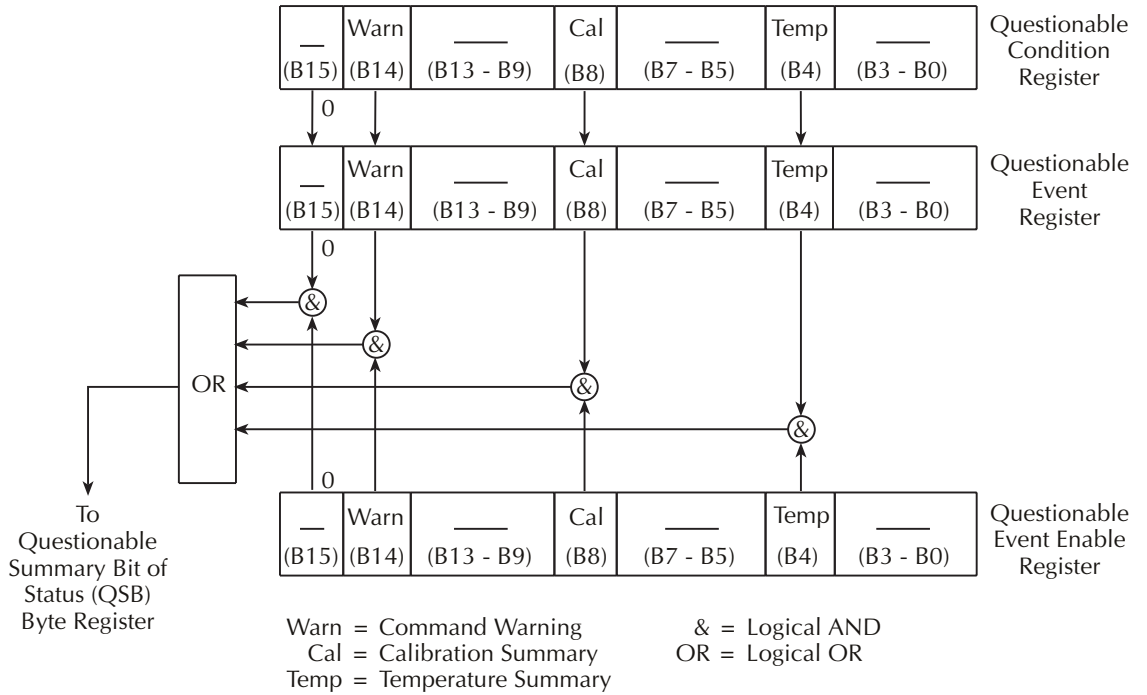 Warn Cal Temp
(B15) (B14) (B13 - B9) (B8) (B7 - B5) (B4) (B3 - B0)
Questionable
Condition
Register
0
Warn Cal Temp
(B15) (B14) (B13 - B9) (B8) (B7 - B5) (B4) (B3 - B0)
Questionable
Event
Register
0
&
&
&
&
OR
0
Warn Cal Temp
(B15) (B14) (B13 - B9) (B8) (B7 - B5) (B4) (B3 - B0)
Questionable
Event Enable
Register
To
Questionable
Summary Bit of
Status (QSB)
Byte Register
Warn = Command Warning
Cal = Calibration Summary
Temp = Temperature Summary
& = Logical AND
OR = Logical OR